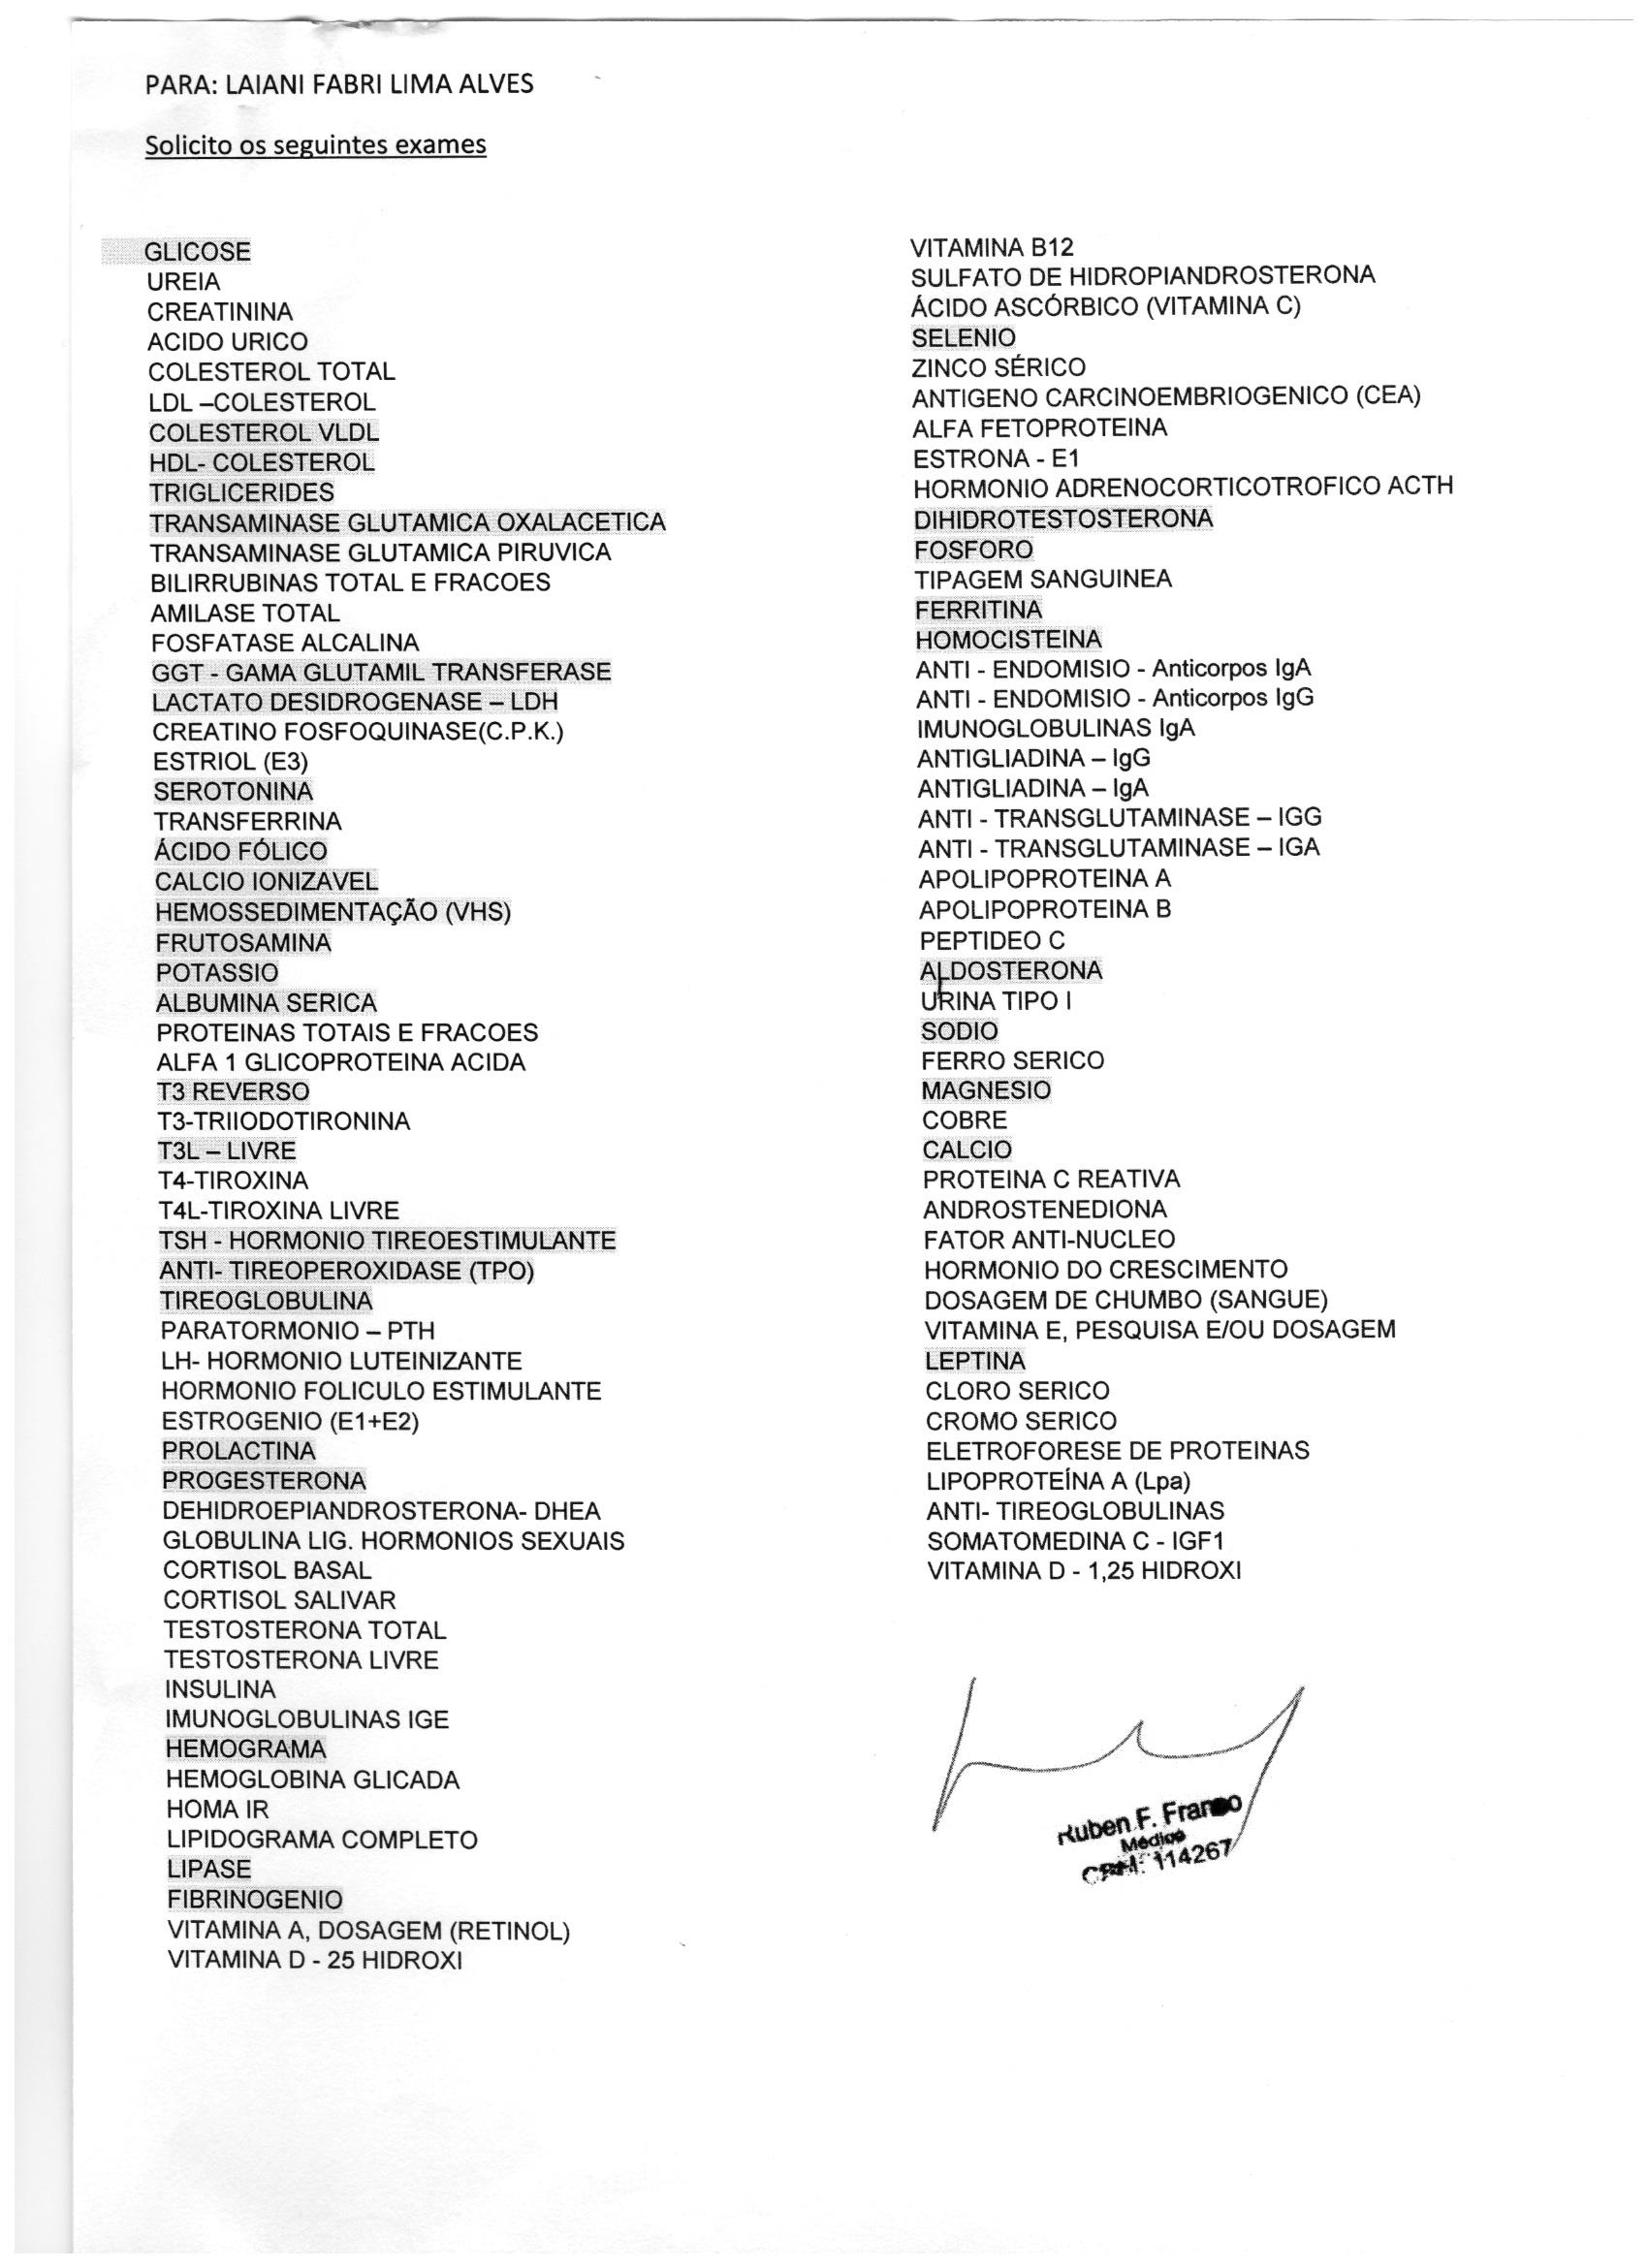 PARA: LAIANI FABRI LIMA ALVES
Solicito os seguintes exames
GLICOSE
UREIA
CREATININA
ACIDO URICO
COLESTEROL TOTAL
LDL –COLESTEROL
COLESTEROL VLDL
HDL- COLESTEROL
TRIGLICERIDES
TRANSAMINASE GLUTAMICA OXALACETICA
TRANSAMINASE GLUTAMICA PIRUVICA
BILIRRUBINAS TOTAL E FRACOES
AMILASE TOTAL
FOSFATASE ALCALINA
GGT - GAMA GLUTAMIL TRANSFERASE
LACTATO DESIDROGENASE – LDH
CREATINO FOSFOQUINASE(C.P.K.)
ESTRIOL (E3)
SEROTONINA
TRANSFERRINA
ÁCIDO FÓLICO
CALCIO IONIZAVEL
HEMOSSEDIMENTAÇÃO (VHS)
FRUTOSAMINA
POTASSIO
ALBUMINA SERICA
PROTEINAS TOTAIS E FRACOES
ALFA 1 GLICOPROTEINA ACIDA
T3 REVERSO
T3-TRIIODOTIRONINA
T3L – LIVRE
T4-TIROXINA
T4L-TIROXINA LIVRE
TSH - HORMONIO TIREOESTIMULANTE
ANTI- TIREOPEROXIDASE (TPO)
TIREOGLOBULINA
PARATORMONIO – PTH
LH- HORMONIO LUTEINIZANTE
HORMONIO FOLICULO ESTIMULANTE
ESTROGENIO (E1+E2)
PROLACTINA
PROGESTERONA
DEHIDROEPIANDROSTERONA- DHEA
GLOBULINA LIG. HORMONIOS SEXUAIS
CORTISOL BASAL
CORTISOL SALIVAR
TESTOSTERONA TOTAL
TESTOSTERONA LIVRE
INSULINA
IMUNOGLOBULINAS IGE
HEMOGRAMA
HEMOGLOBINA GLICADA
HOMA IR
LIPIDOGRAMA COMPLETO
LIPASE
FIBRINOGENIO
VITAMINA A, DOSAGEM (RETINOL)
VITAMINA D - 25 HIDROXI
VITAMINA B12
SULFATO DE HIDROPIANDROSTERONA
ÁCIDO ASCÓRBICO (VITAMINA C)
SELENIO
ZINCO SÉRICO
ANTIGENO CARCINOEMBRIOGENICO (CEA)
ALFA FETOPROTEINA
ESTRONA - E1
HORMONIO ADRENOCORTICOTROFICO ACTH
DIHIDROTESTOSTERONA
FOSFORO
TIPAGEM SANGUINEA
FERRITINA
HOMOCISTEINA
ANTI - ENDOMISIO - Anticorpos IgA
ANTI - ENDOMISIO - Anticorpos IgG
IMUNOGLOBULINAS IgA
ANTIGLIADINA – IgG
ANTIGLIADINA – IgA
ANTI - TRANSGLUTAMINASE – IGG
ANTI - TRANSGLUTAMINASE – IGA
APOLIPOPROTEINA A
APOLIPOPROTEINA B
PEPTIDEO C
ALDOSTERONA
URINA TIPO I
SODIO
FERRO SERICO
MAGNESIO
COBRE
CALCIO
PROTEINA C REATIVA
ANDROSTENEDIONA
FATOR ANTI-NUCLEO
HORMONIO DO CRESCIMENTO
DOSAGEM DE CHUMBO (SANGUE)
VITAMINA E, PESQUISA E/OU DOSAGEM
LEPTINA
CLORO SERICO
CROMO SERICO
ELETROFORESE DE PROTEINAS
LIPOPROTEÍNA A (Lpa)
ANTI- TIREOGLOBULINAS
SOMATOMEDINA C - IGF1
VITAMINA D - 1,25 HIDROXI
Ruben F. Franco
Médico
CRM: 114267